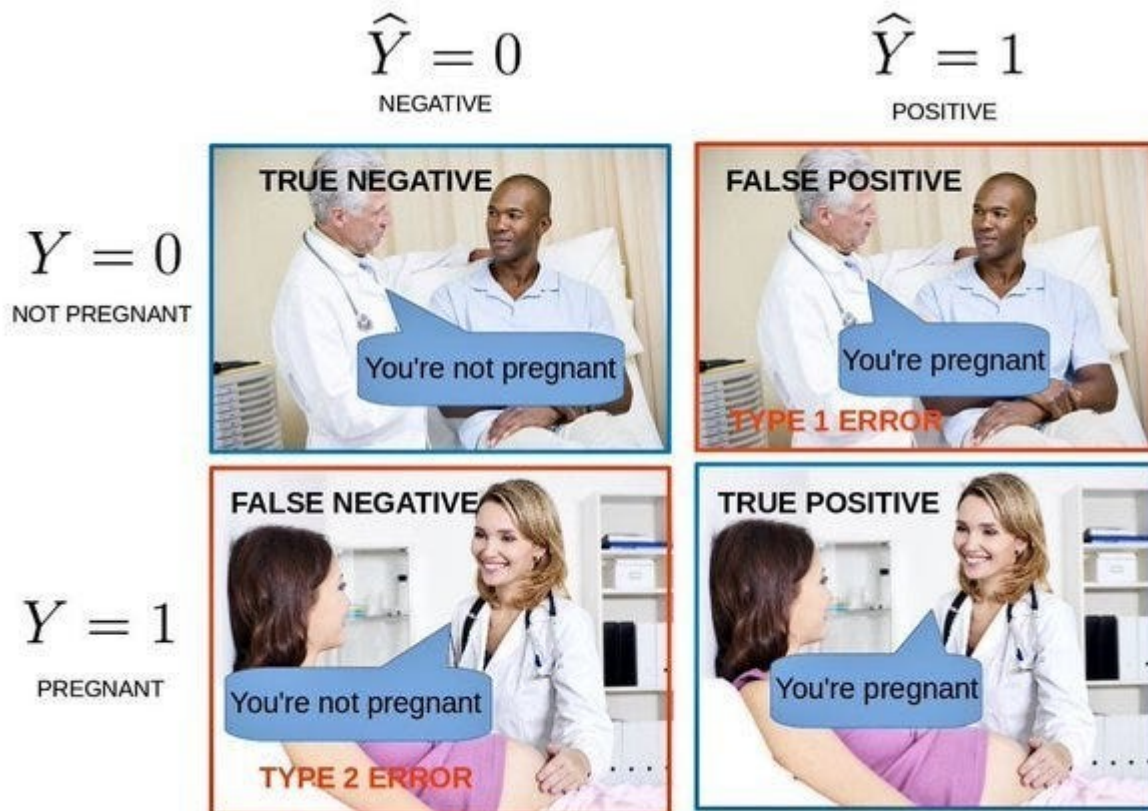 Ŷ = 0
Ŷ = 1
NEGATIVE
POSITIVE
Y = 0
NOT PREGNANT
TRUE NEGATIVE
You're not pregnant
FALSE POSITIVE
You're pregnant
TYPE 1 ERROR
Y = 1
PREGNANT
FALSE NEGATIVE
You're not pregnant
TYPE 2 ERROR
TRUE POSITIVE
You're pregnant